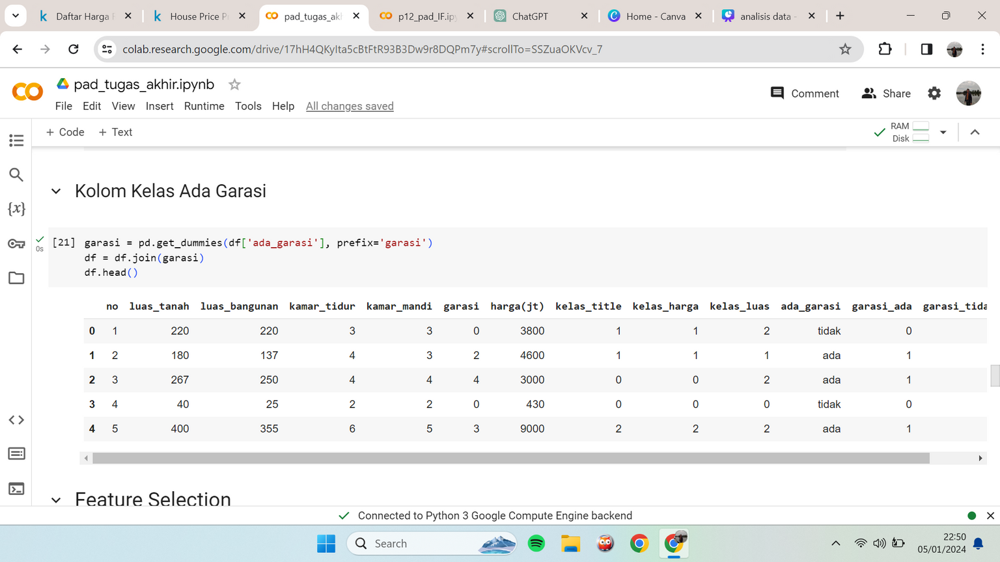 Daftar Harga
House Price P
pad_tugas_ak
p12_pad_IF.ip
ChatGPT
Home - Canva
analisis data -
colab.research.google.com/drive/17hH4QKyIta5cBtFtR93B3Dw9r8DQPm7y#scrollTo=SSZuaOKVcv_7
pad_tugas_akhir.ipynb
Comment
Share
File Edit View Insert Runtime Tools Help All changes saved
+ Code + Text
RAM
Disk
Kolom Kelas Ada Garasi
[21] garasi = pd.get_dummies(df['ada_garasi'], prefix='garasi')
0s
df = df.join(garasi)
df.head()
no luas_tanah luas_bangunan kamar_tidur kamar_mandi garasi harga(jt) kelas_title kelas_harga kelas_luas ada_garasi garasi_ada garasi_tida
0 1 220 220 3 3 0 3800 1 1 2 tidak 0
1 2 180 137 4 3 2 4600 1 1 1 ada 1
2 3 267 250 4 4 4 3000 0 0 2 ada 1
3 4 40 25 2 2 0 430 0 0 0 tidak 0
4 5 400 355 6 5 3 9000 2 2 2 ada 1
Feature Selection
Connected to Python 3 Google Compute Engine backend
Search
22:50
05/01/2024